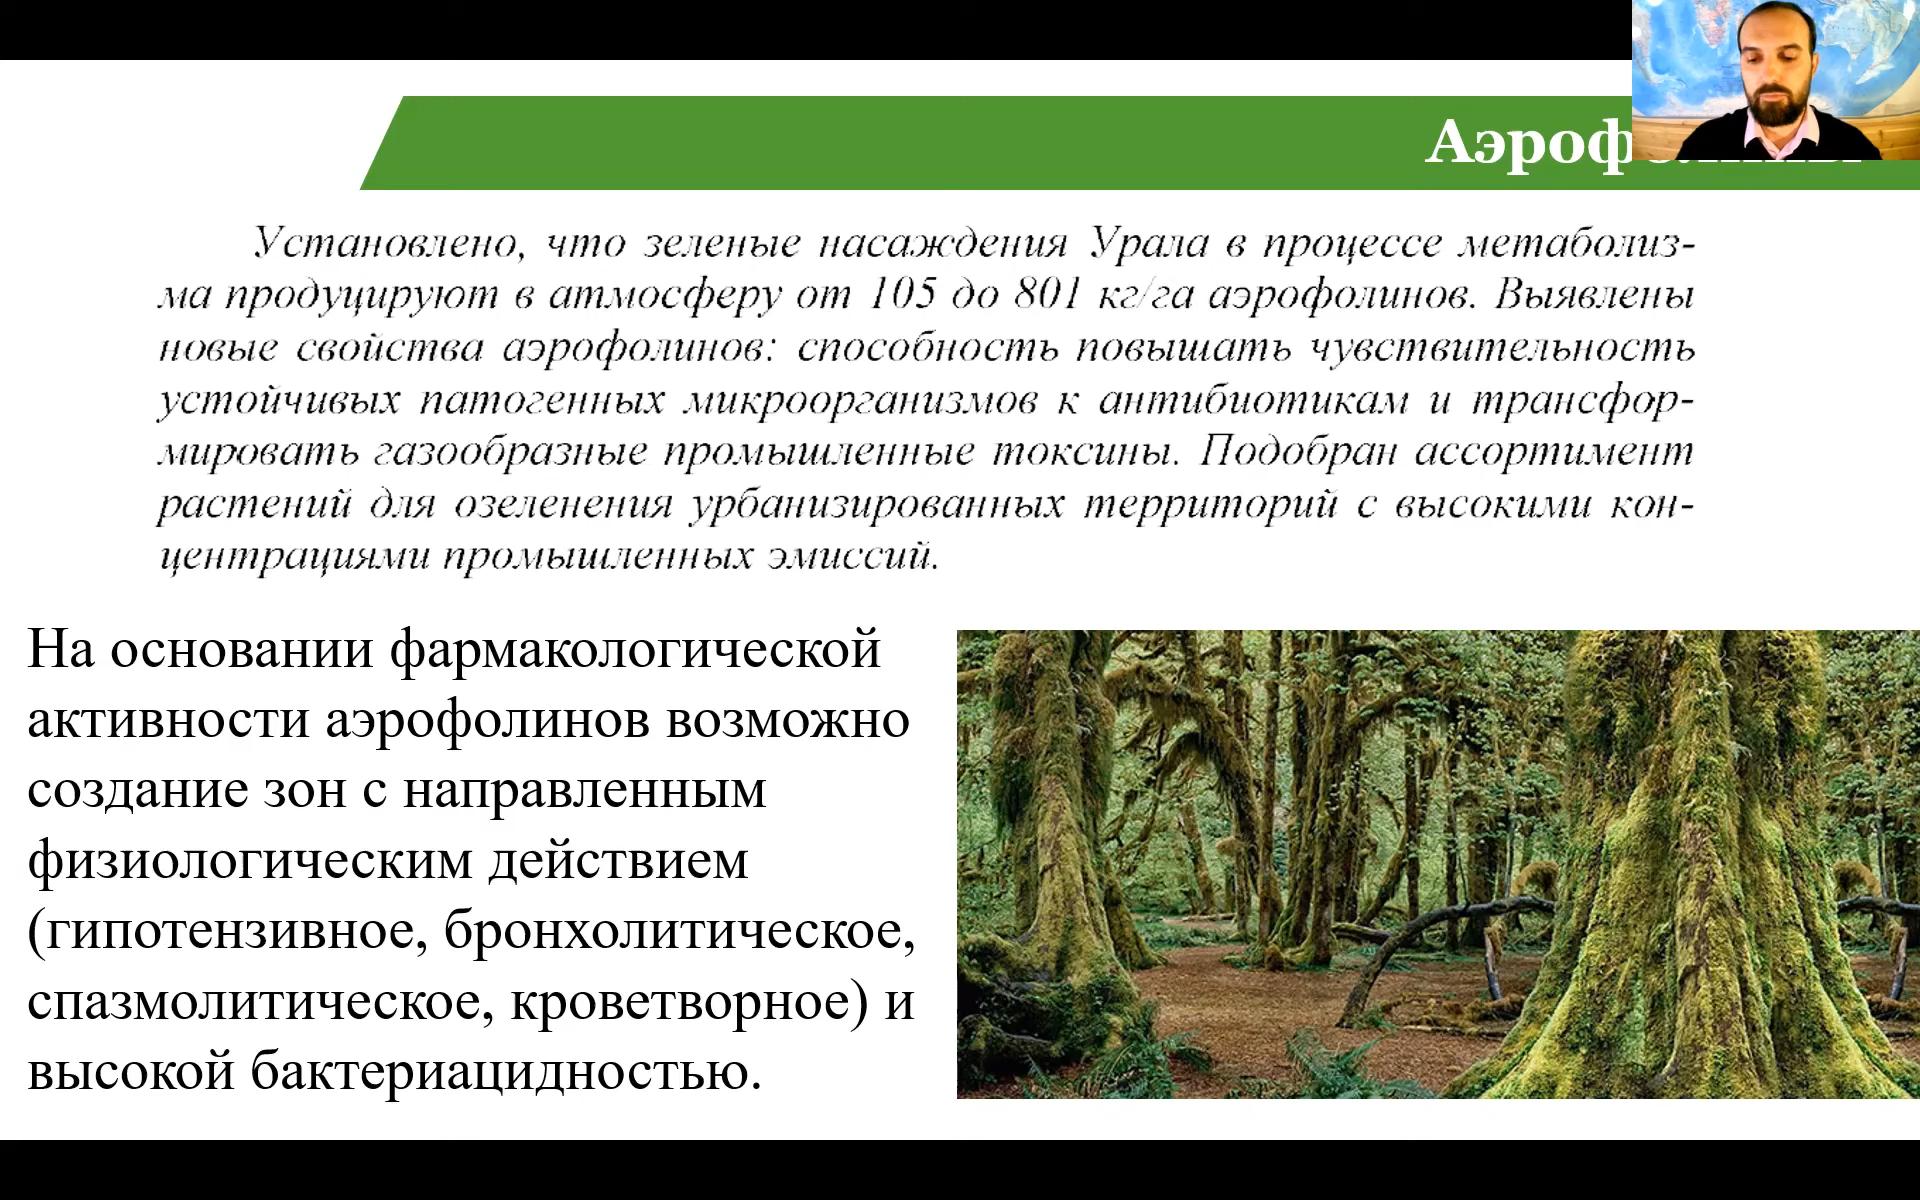 Установлено, что зеленые насаждения Урала в процессе метаболиз-
ма продуцируют в атмосферу от 105 до 801 кг/га аэрофолинов. Выявлены
новые свойства аэрофолинов: способность повышать чувствительность
устойчивых патогенных микроорганизмов к антибиотикам и трансфор-
мировать газообразные промышленные токсины. Подобран ассортимент
растений для озеленения урбанизированных территорий с высокими кон-
центрациями промышленных эмиссий.
На основании фармакологической
активности аэрофолинов возможно
создание зон с направленным
физиологическим действием
(гипотензивное, бронхолитическое,
спазмолитическое, кроветворное) и
высокой бактериацидностью.